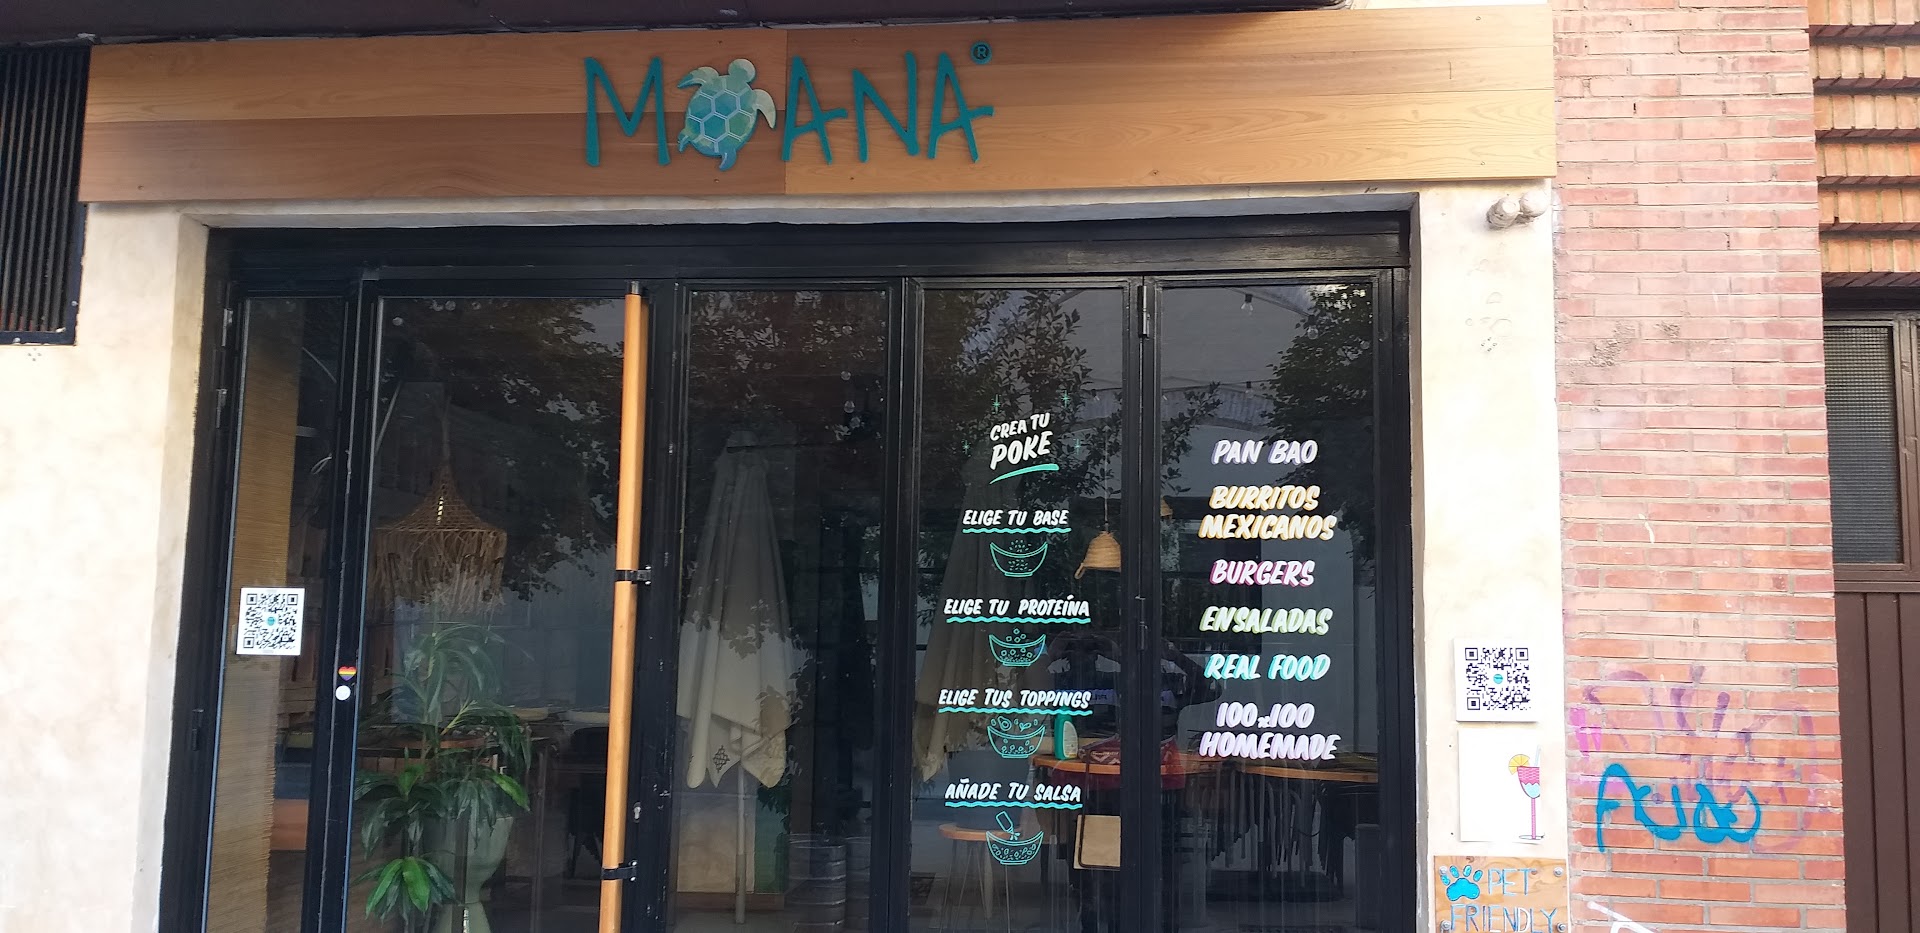 MOANA®
CREA TU
POKE
ELIGE TU BASE
ELIGE TU PROTEÍNA
ELIGE TUS TOPPINGS
AÑADE TU SALSA
PAN BAO
BURRITOS
MEXICANOS
BURGERS
ENSALADAS
REAL FOOD
100x100
HOMEMADE
PET
FRIENDLY